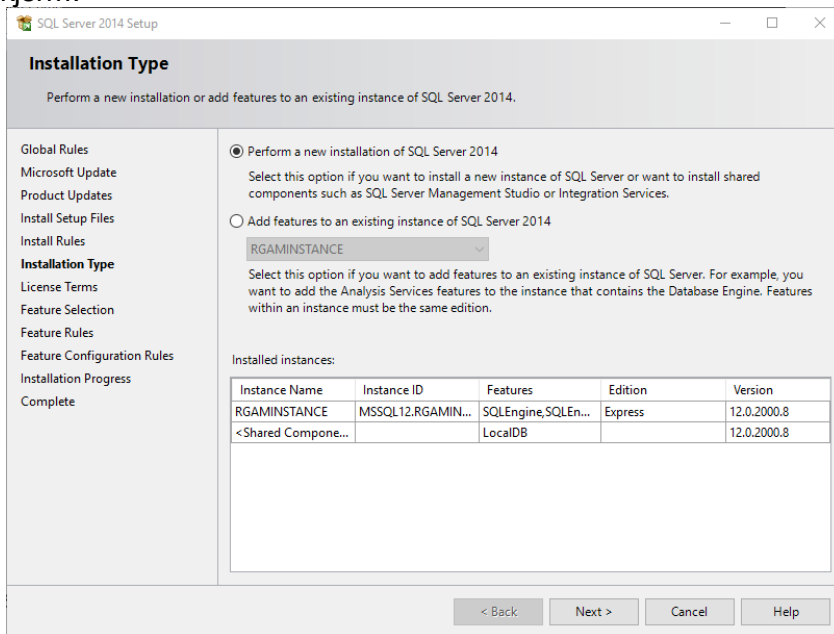 SQL Server 2014 Setup
Installation Type
Perform a new installation or add features to an existing instance of SQL Server 2014.
Global Rules
Microsoft Update
Product Updates
Install Setup Files
Install Rules
Installation Type
License Terms
Feature Selection
Feature Rules
Feature Configuration Rules
Installation Progress
Complete
Perform a new installation of SQL Server 2014
Select this option if you want to install a new instance of SQL Server or want to install shared
components such as SQL Server Management Studio or Integration Services.
Add features to an existing instance of SQL Server 2014
RGAMINSTANCE
Select this option if you want to add features to an existing instance of SQL Server. For example, you
want to add the Analysis Services features to the instance that contains the Database Engine. Features
within an instance must be the same edition.
Installed instances:
Instance Name Instance ID Features Edition Version
RGAMINSTANCE MSSQL12.RGAMIN... SQLEngine,SQLEn... Express 12.0.2000.8
<Shared Compone... LocalDB 12.0.2000.8
< Back Next > Cancel Help